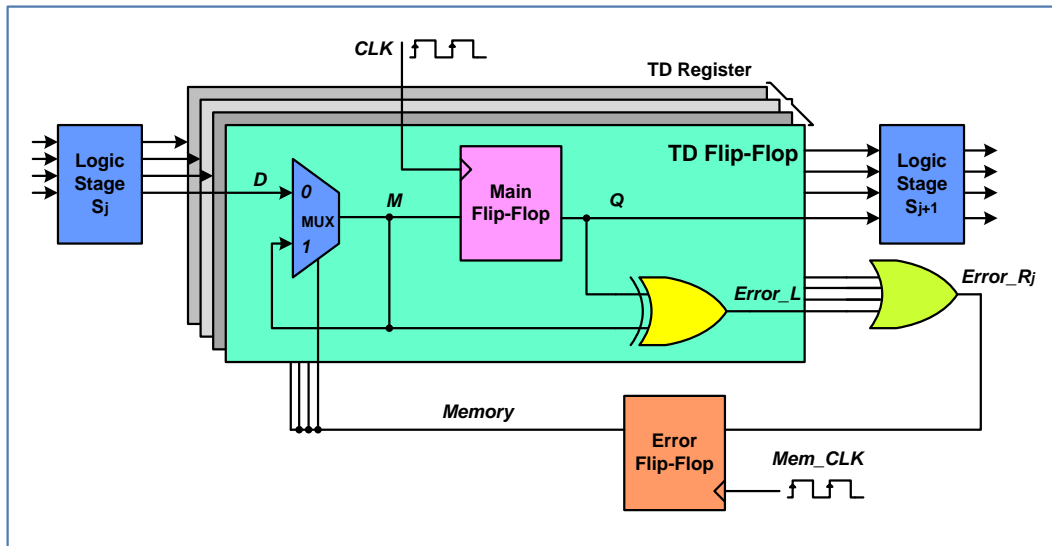 CLK
TD Register
Logic
Stage
Sj
D
0
MUX
1
M
Main
Flip-Flop
Q
TD Flip-Flop
Logic
Stage
Sj+1
Error_L
Error_Rj
Memory
Error
Flip-Flop
Mem_CLK